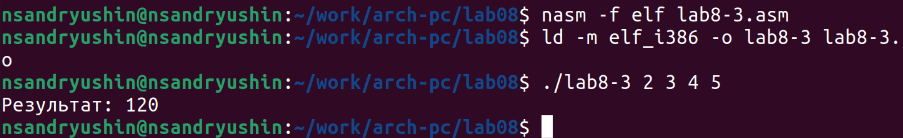 nsandryushin@nsandryushin:~/work/arch-pc/lab08$ nasm -f elf lab8-3.asm
nsandryushin@nsandryushin:~/work/arch-pc/lab08$ ld -m elf_i386 -o lab8-3 lab8-3.
o
nsandryushin@nsandryushin:~/work/arch-pc/lab08$ ./lab8-3 2 3 4 5
Результат: 120
nsandryushin@nsandryushin:~/work/arch-pc/lab08$